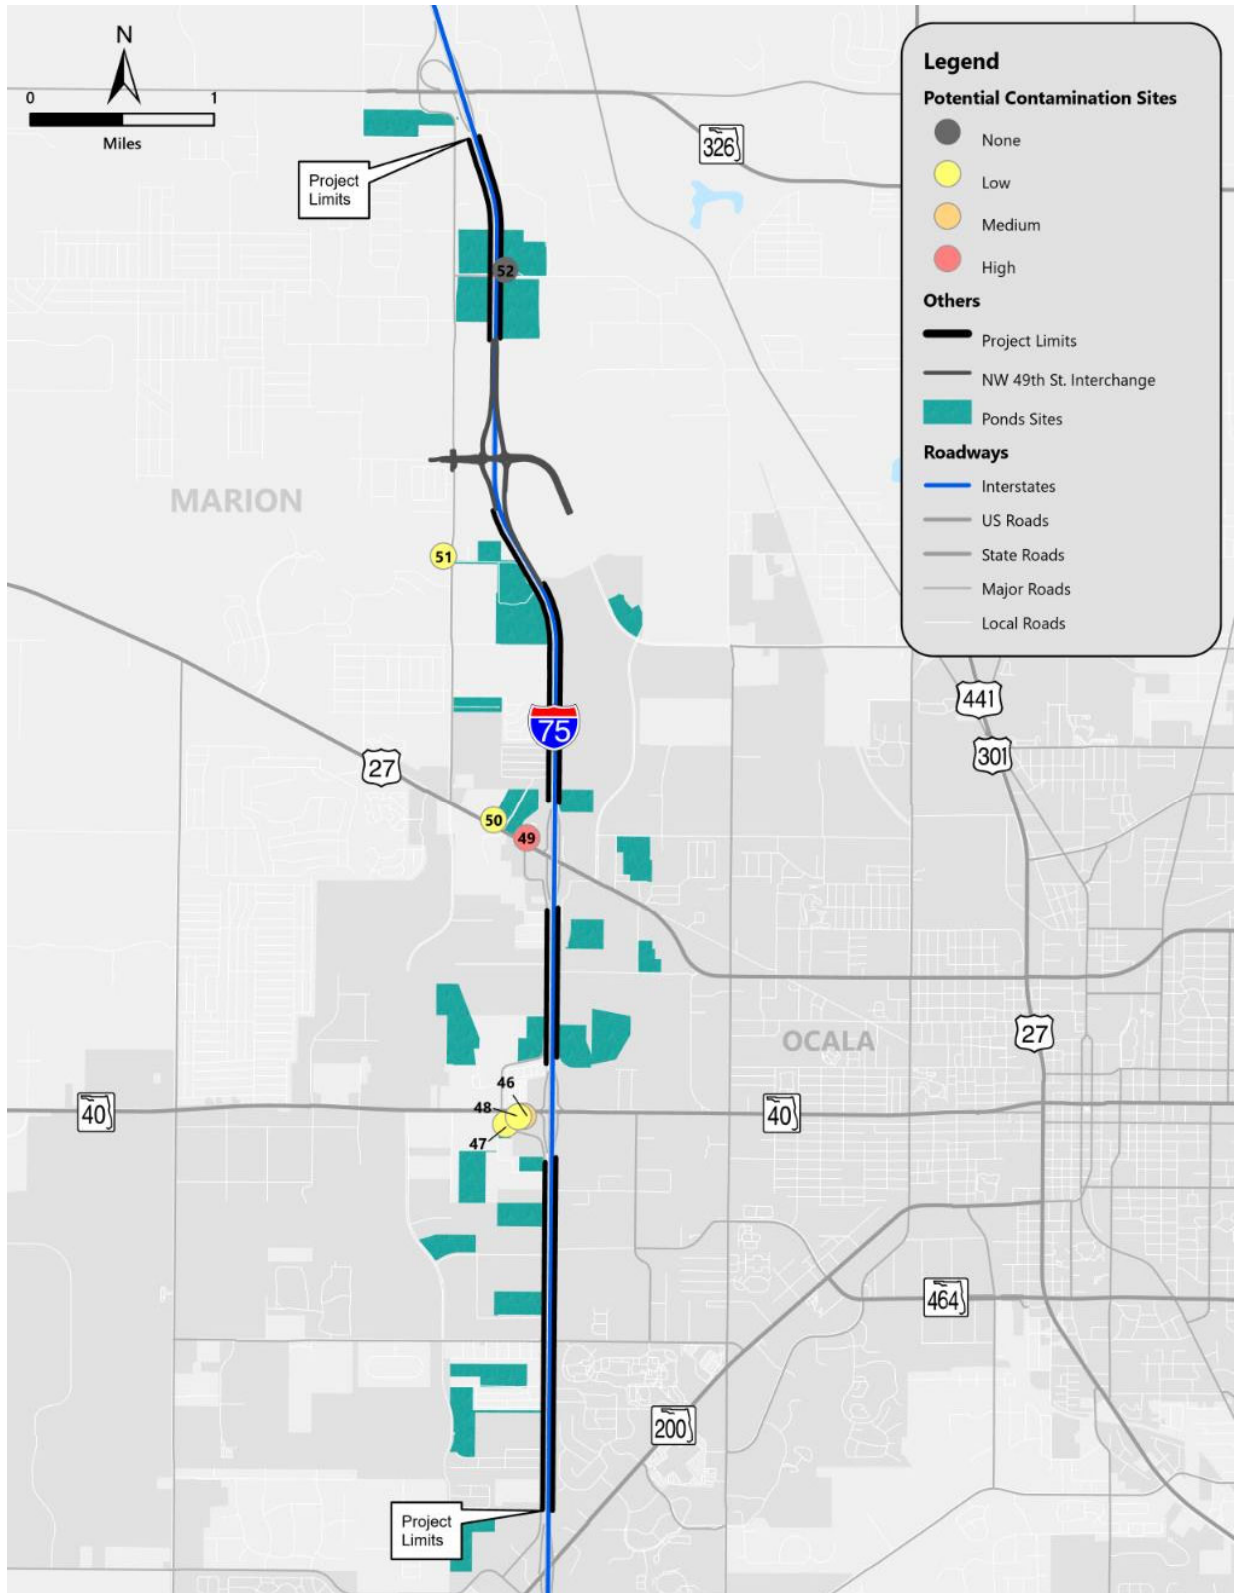 N
0 1
Miles
Project
Limits
326
52
MARION
51
441
301
75
27
50
49
OCALA
27
46
48
40
40
47
464
200
Project
Limits
Legend
Potential Contamination Sites
None
Low
Medium
High
Others
Project Limits
NW 49th St. Interchange
Ponds Sites
Roadways
Interstates
US Roads
State Roads
Major Roads
Local Roads